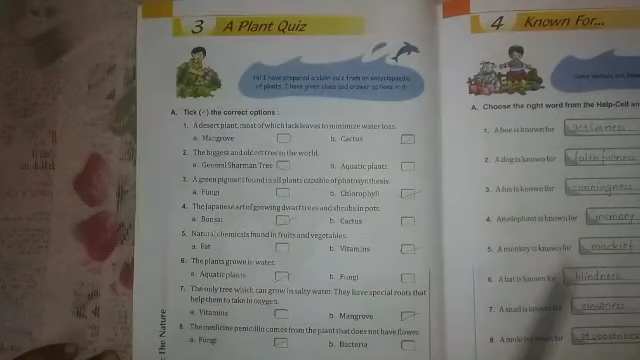 3 A Plant Quiz
Hi! I have prepared a plant quiz from an encyclopaedia
of plants. I have given clues and answer options in it.
A. Tick (✓) the correct options :
1. A desert plant, most of which lack leaves to minimize water loss.
a. Mangrove b. Cactus
2. The biggest and oldest tree in the world.
a. General Sharman Tree b. Aquatic plants
3. A green pigment found in all plants capable of photosynthesis.
a. Fungi b. Chlorophyll
4. The Japanese art of growing dwarf trees and shrubs in pots.
a. Bonsai b. Cactus
5. Natural chemicals found in fruits and vegetables.
a. Fat b. Vitamins
6. The plants grown in water.
a. Aquatic plants b. Fungi
7. The only tree which can grow in salty water. They have special roots that
help them to take in oxygen.
a. Vitamins b. Mangrove
8. The medicine penicillin comes from the plant that does not have flower.
a. Fungi b. Bacteria
The Nature
4 Known For...
A. Choose the right word from the Help-Cell an
1. A bee is known for
2. A dog is known for faithfulness
3. A fox is known for cunningness
4. An elephant is known for memory
5. A monkey is known for mischief
6. A bat is known for blindness
7. A snail is known for
8. A mule is known for